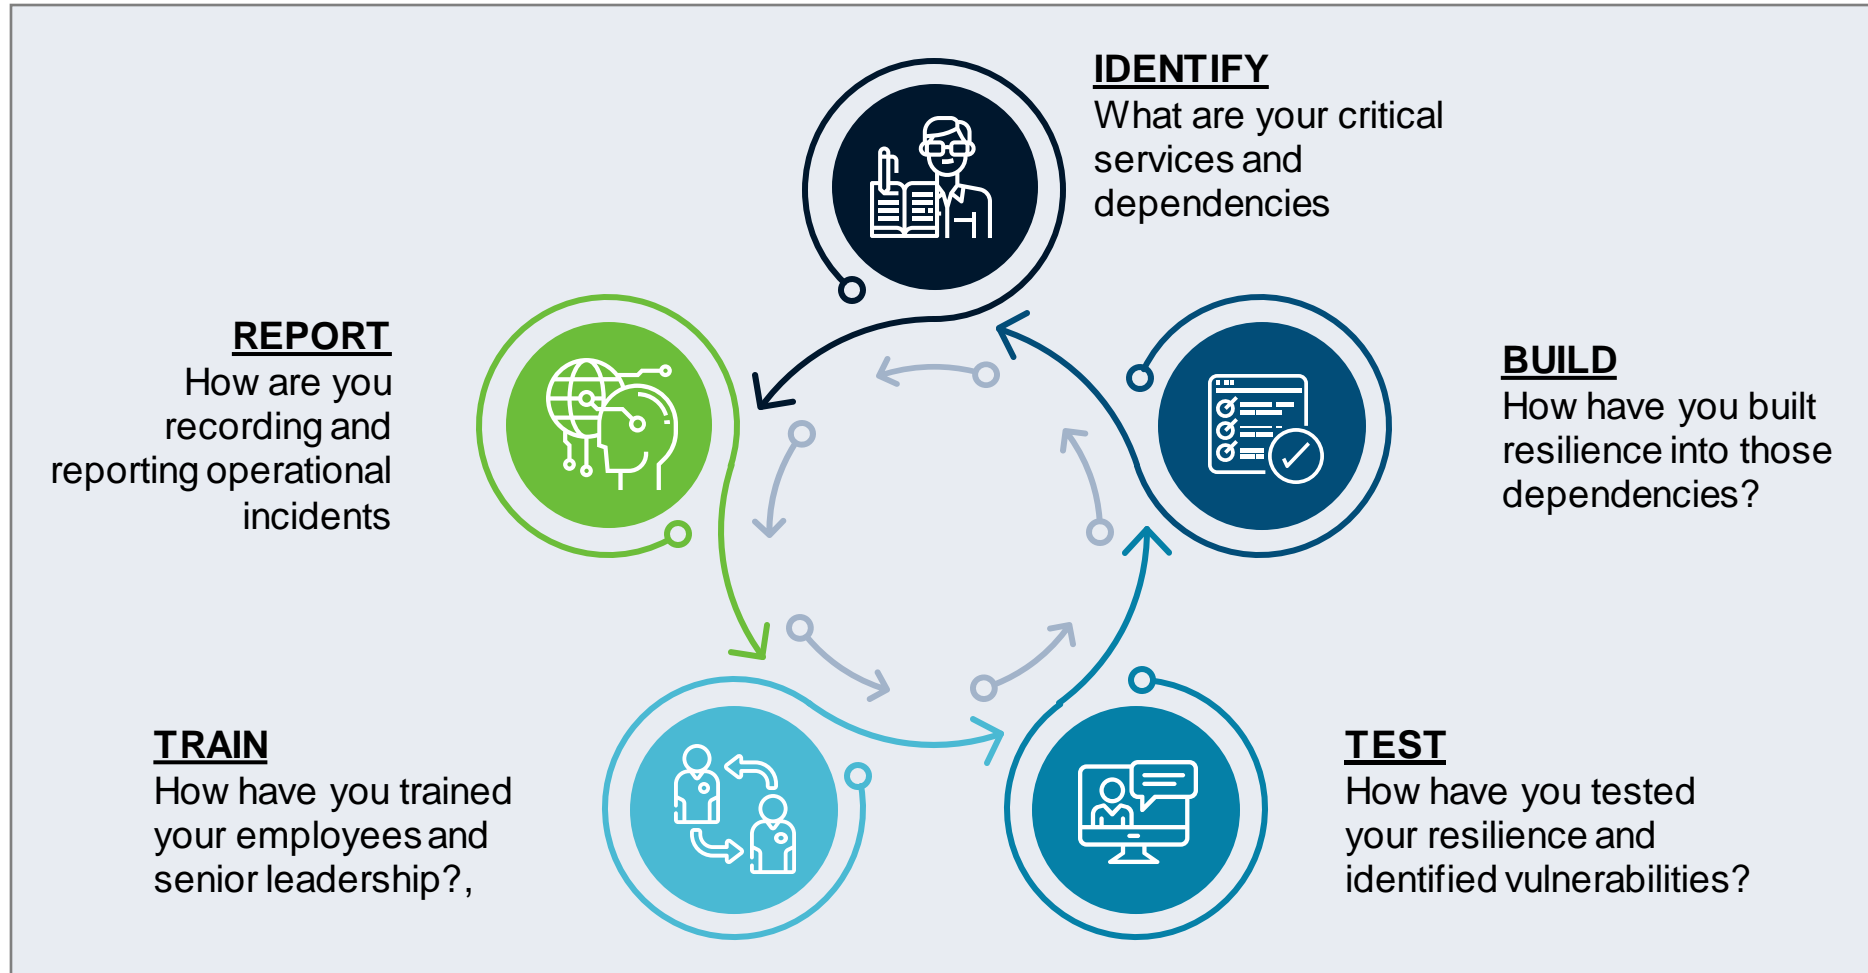 IDENTIFY
What are your critical
services and
dependencies
REPORT
How are you
recording and
reporting operational
incidents
BUILD
How have you built
resilience into those
dependencies?
TRAIN
How have you trained
your employees and
senior leadership?,
TEST
How have you tested
your resilience and
identified vulnerabilities?